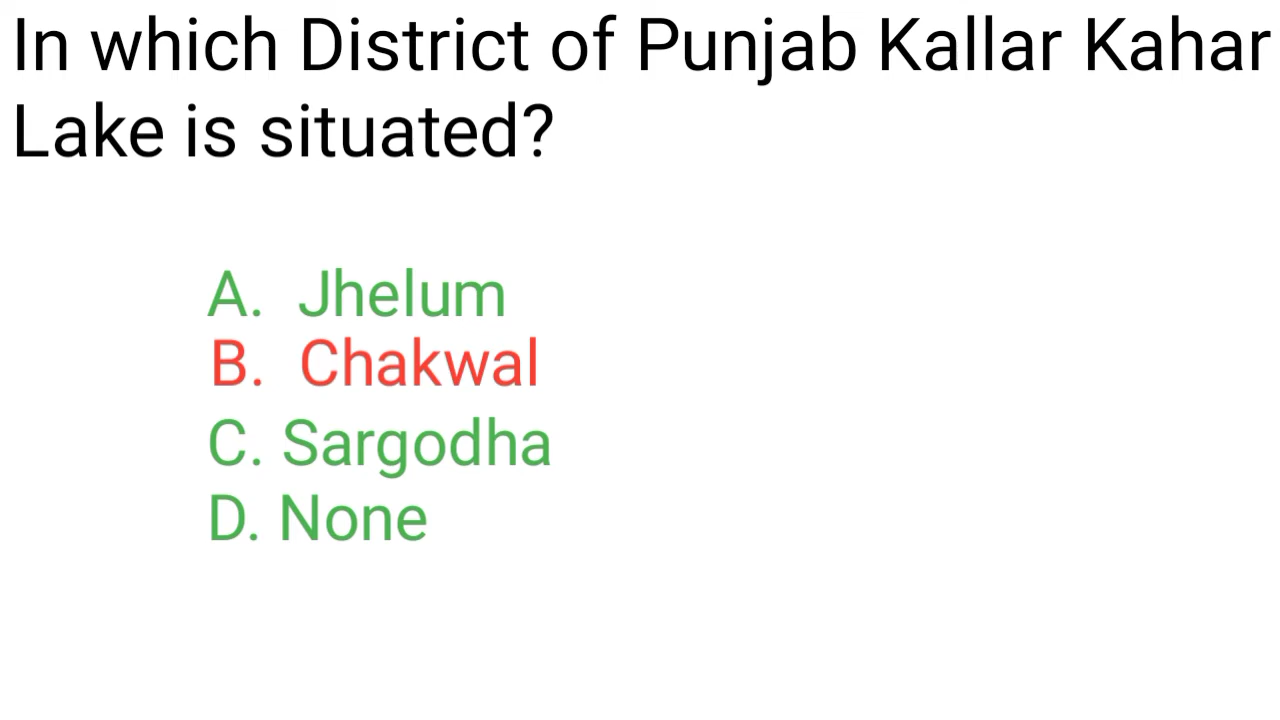 In which District of Punjab Kallar Kahar
Lake is situated?
A. Jhelum
B. Chakwal
C. Sargodha
D. None